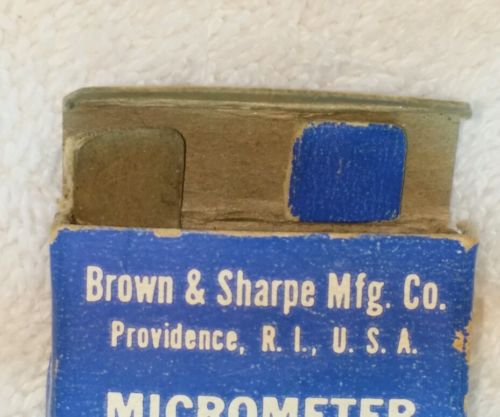 Brown & Sharpe Mfg. Co.
Providence, R. I., U. S. A.
MICROMETER